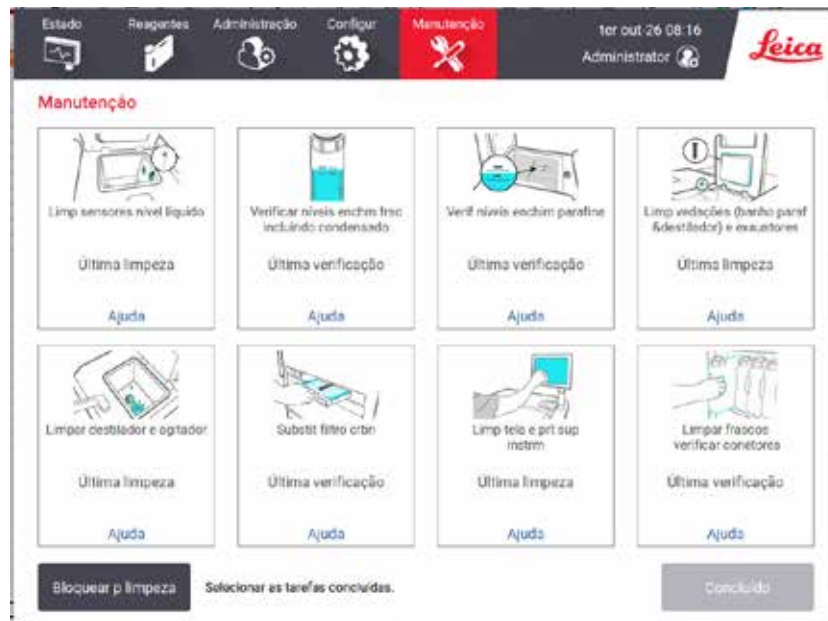 Estado Reagentes Administração Configur Manutenção
ter out-26 08:16
Administrator
Leica
Manutenção
Limp sensores nível líquido
Última limpeza
Ajuda
Verificar níveis enchim frsc
incluindo condensado
Última verificação
Ajuda
Verif níveis enchim parafina
Última verificação
Ajuda
Limp vedações (banho paraf
&destilador) e exaustores
Última limpeza
Ajuda
Limpar destilador e agitador
Última limpeza
Ajuda
Substit filtro crbn
Última verificação
Ajuda
Limp tela e prt sup
instrm
Última limpeza
Ajuda
Limpar frascos
verificar conetores
Última verificação
Ajuda
Bloquear p limpeza
Selecionar as tarefas concluídas.
Concluído